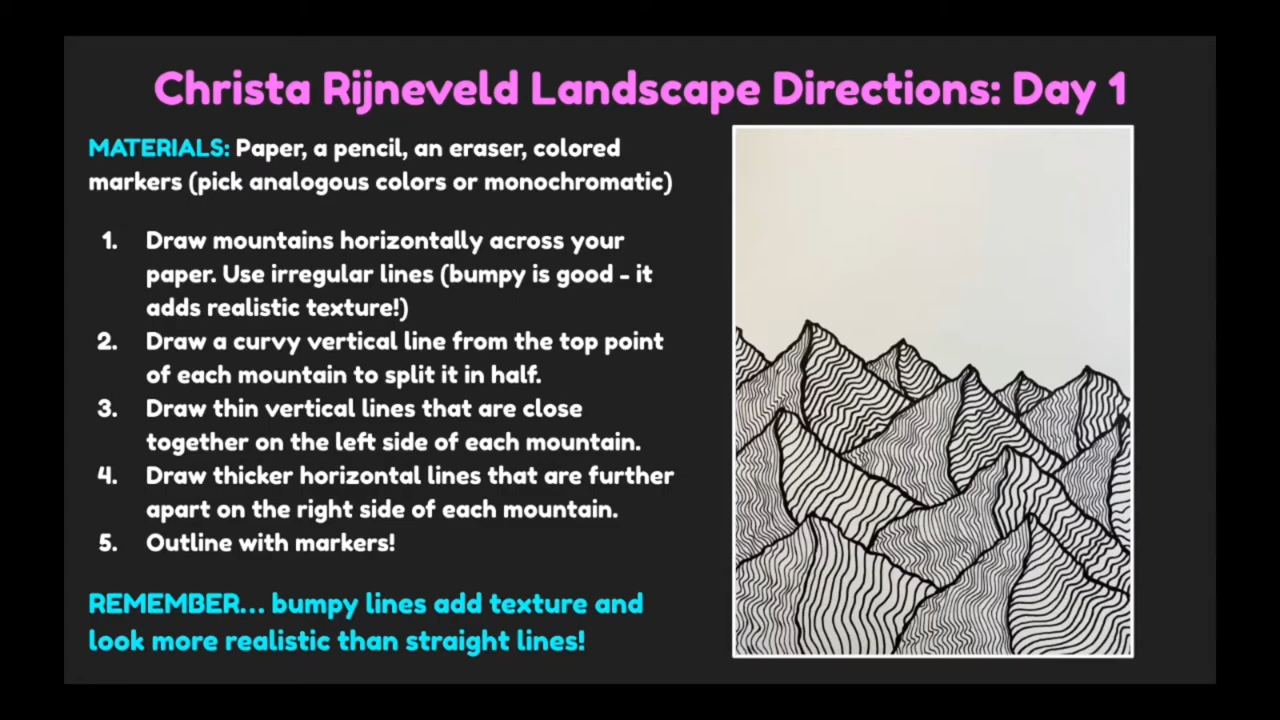 Christa Rijneveld Landscape Directions: Day 1
MATERIALS: Paper, a pencil, an eraser, colored
markers (pick analogous colors or monochromatic)
1. Draw mountains horizontally across your
paper. Use irregular lines (bumpy is good - it
adds realistic texture!)
2. Draw a curvy vertical line from the top point
of each mountain to split it in half.
3. Draw thin vertical lines that are close
together on the left side of each mountain.
4. Draw thicker horizontal lines that are further
apart on the right side of each mountain.
5. Outline with markers!
REMEMBER... bumpy lines add texture and
look more realistic than straight lines!